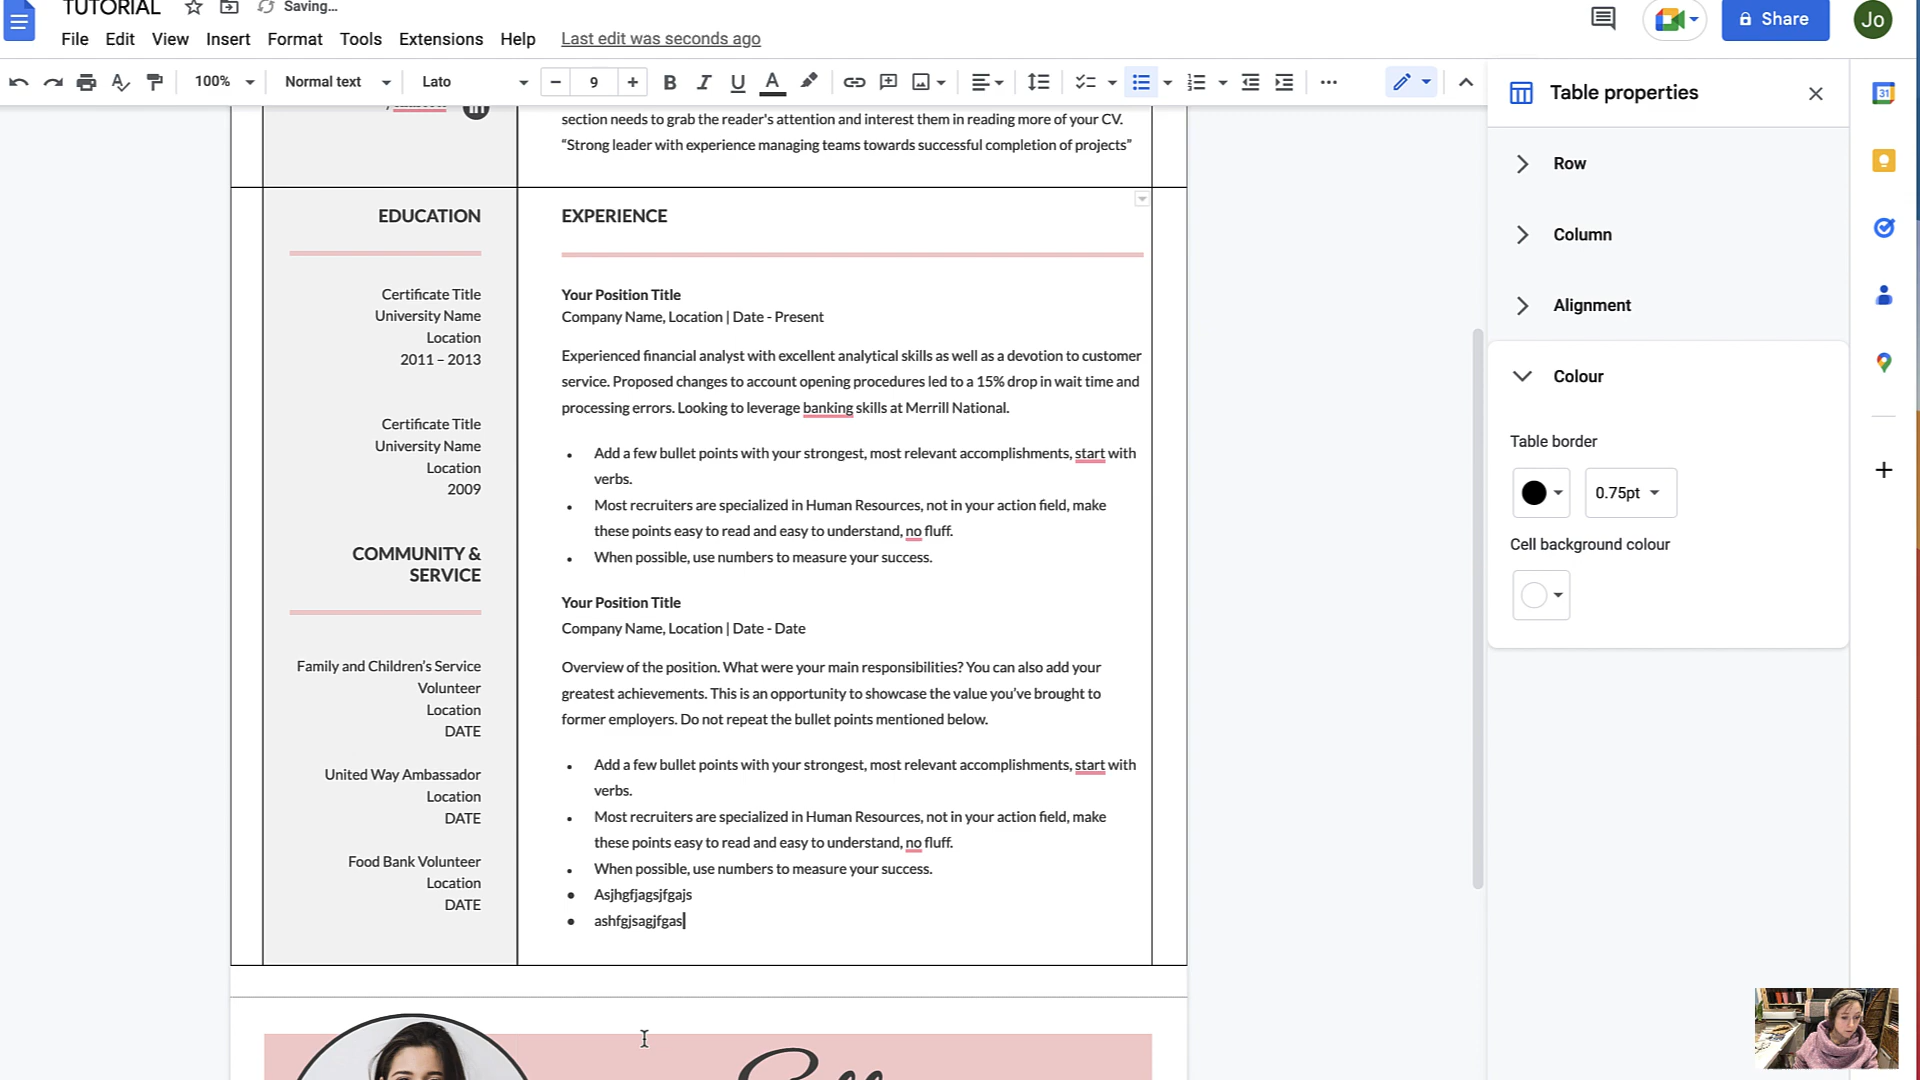 TUTORIAL
Saving...
File Edit View Insert Format Tools Extensions Help Last edit was seconds ago
Share
Jo
100% Normal text Lato 9 B I U A
31
Table properties
Row
Column
Alignment
Colour
Table border
0.75pt
Cell background colour
section needs to grab the reader's attention and interest them in reading more of your CV.
“Strong leader with experience managing teams towards successful completion of projects”
EDUCATION
Certificate Title
University Name
Location
2011 – 2013
Certificate Title
University Name
Location
2009
COMMUNITY &
SERVICE
Family and Children’s Service
Volunteer
Location
DATE
United Way Ambassador
Location
DATE
Food Bank Volunteer
Location
DATE
EXPERIENCE
Your Position Title
Company Name, Location | Date - Present
Experienced financial analyst with excellent analytical skills as well as a devotion to customer
service. Proposed changes to account opening procedures led to a 15% drop in wait time and
processing errors. Looking to leverage banking skills at Merrill National.
Add a few bullet points with your strongest, most relevant accomplishments, start with
verbs.
Most recruiters are specialized in Human Resources, not in your action field, make
these points easy to read and easy to understand, no fluff.
When possible, use numbers to measure your success.
Your Position Title
Company Name, Location | Date - Date
Overview of the position. What were your main responsibilities? You can also add your
greatest achievements. This is an opportunity to showcase the value you’ve brought to
former employers. Do not repeat the bullet points mentioned below.
Add a few bullet points with your strongest, most relevant accomplishments, start with
verbs.
Most recruiters are specialized in Human Resources, not in your action field, make
these points easy to read and easy to understand, no fluff.
When possible, use numbers to measure your success.
Asjhgfjagsjfgajs
ashfgjsagjfgas